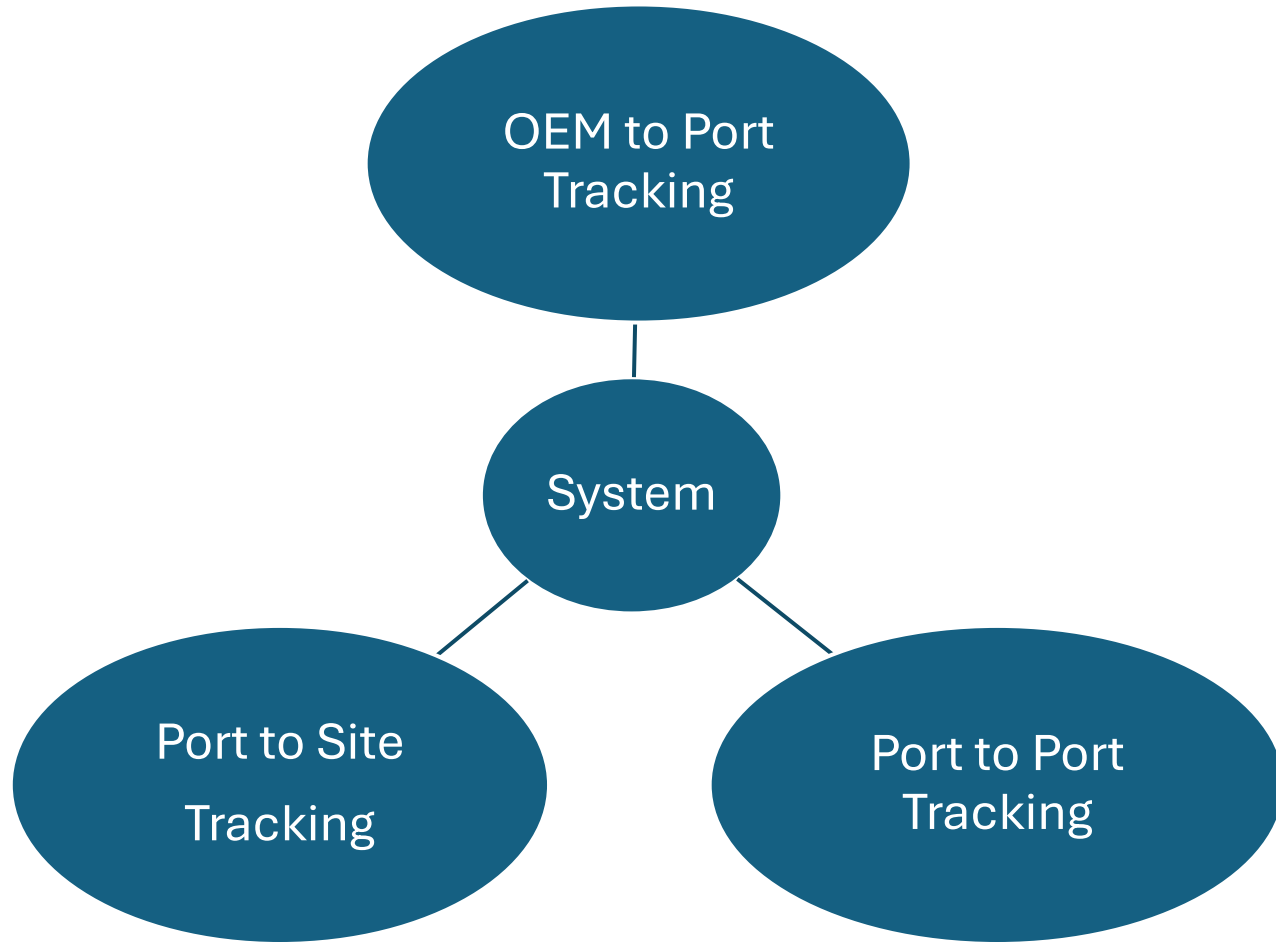 OEM to Port
Tracking
System
Port to Site
Tracking
Port to Port
Tracking